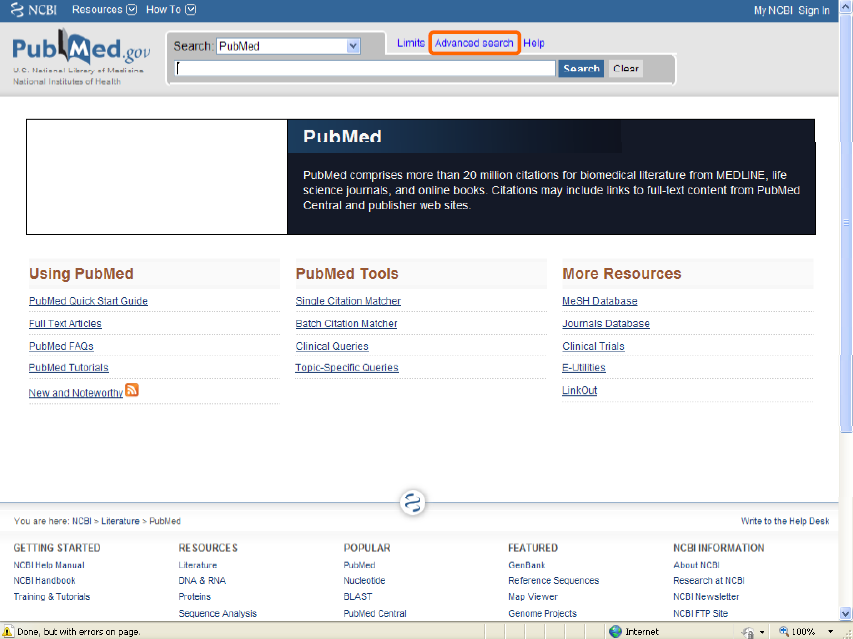 NCBI Resources How To My NCBI Sign In
PubMed.gov
U.S. National Library of Medicine
National Institutes of Health
Search: PubMed
Limits Advanced search Help
Search Clear
PubMed
PubMed comprises more than 20 million citations for biomedical literature from MEDLINE, life
science journals, and online books. Citations may include links to full-text content from PubMed
Central and publisher web sites.
Using PubMed
PubMed Quick Start Guide
Full Text Articles
PubMed FAQs
PubMed Tutorials
New and Noteworthy
PubMed Tools
Single Citation Matcher
Batch Citation Matcher
Clinical Queries
Topic-Specific Queries
More Resources
MeSH Database
Journals Database
Clinical Trials
E-Utilities
LinkOut
You are here: NCBI > Literature > PubMed
Write to the Help Desk
GETTING STARTED
NCBI Help Manual
NCBI Handbook
Training & Tutorials
RESOURCES
Literature
DNA & RNA
Proteins
Sequence Analysis
POPULAR
PubMed
Nucleotide
BLAST
PubMed Central
FEATURED
GenBank
Reference Sequences
Map Viewer
Genome Projects
NCBI INFORMATION
About NCBI
Research at NCBI
NCBI Newsletter
NCBI FTP Site
Done, but with errors on page.
Internet
100%